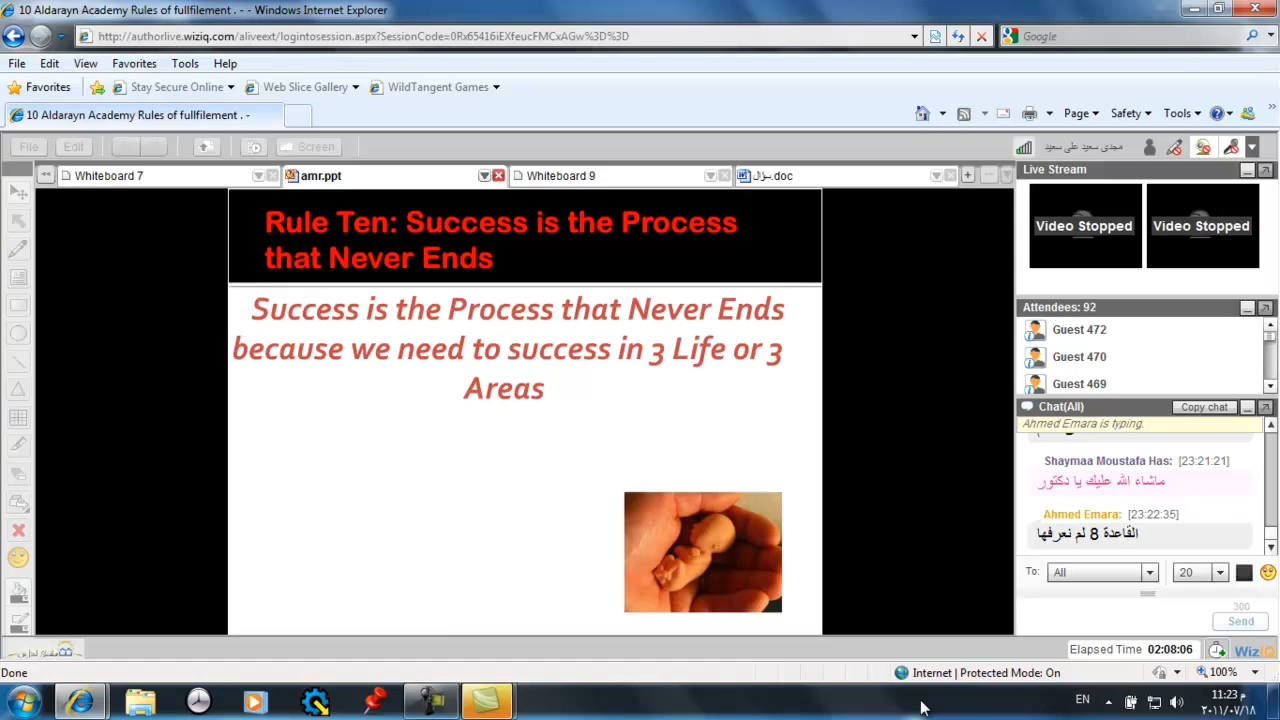 10 Aldarayn Academy Rules of fullfilement . - - Windows Internet Explorer
http://authorlive.wiziq.com/aliveext/logintosession.aspx?SessionCode=0Rx65416iEXfeucFMCxAGw%3D%3D
Google
File Edit View Favorites Tools Help
Favorites Stay Secure Online Web Slice Gallery WildTangent Games
10 Aldarayn Academy Rules of fullfilement . -
Page Safety Tools
File Edit Screen
مجدى سعيد على سعيد
Whiteboard 7
amr.ppt
Whiteboard 9
سؤال.doc
Live Stream
Video Stopped
Video Stopped
Rule Ten: Success is the Process
that Never Ends
Success is the Process that Never Ends
because we need to success in 3 Life or 3
Areas
Attendees: 92
Guest 472
Guest 470
Guest 469
Chat(All)
Copy chat
Ahmed Emara is typing.
Shaymaa Moustafa Has: [23:21:21]
ماشاء الله عليك يا دكتور
Ahmed Emara: [23:22:35]
القاعدة 8 لم نعرفها
To: All 20
300
Send
Elapsed Time 02:08:06
WizIQ
Done
Internet | Protected Mode: On
100%
EN
11:23 م
٢٠١١/٠٧/١٨